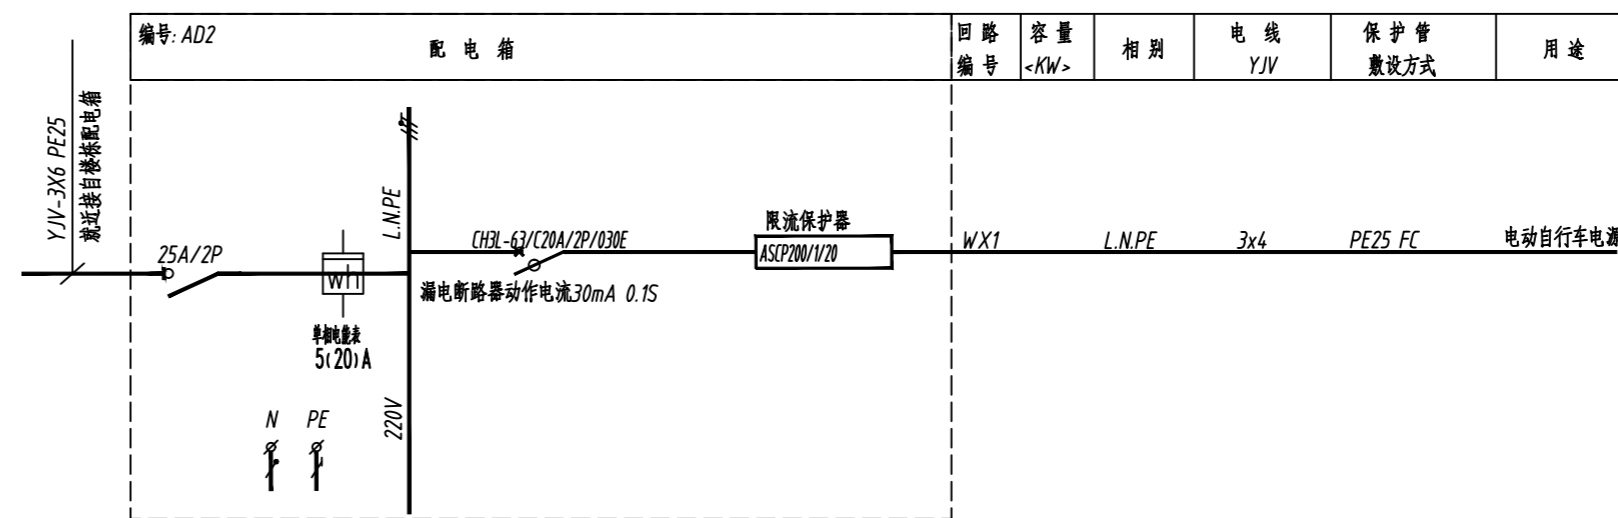 编号: AD2
配电箱
回路
编号
容量
<KW>
相别
电线
YJV
保护管
敷设方式
用途
YJV-3X6 PE25
就近接自楼栋配电箱
25A/2P
wh
单相电能表
5(20)A
L.N.PE
220V
N
PE
CH3L-63/C20A/2P/030E
漏电断路器动作电流30mA 0.1S
限流保护器
ASCP200/1/20
WX1
L.N.PE
3x4
PE25 FC
电动自行车电源